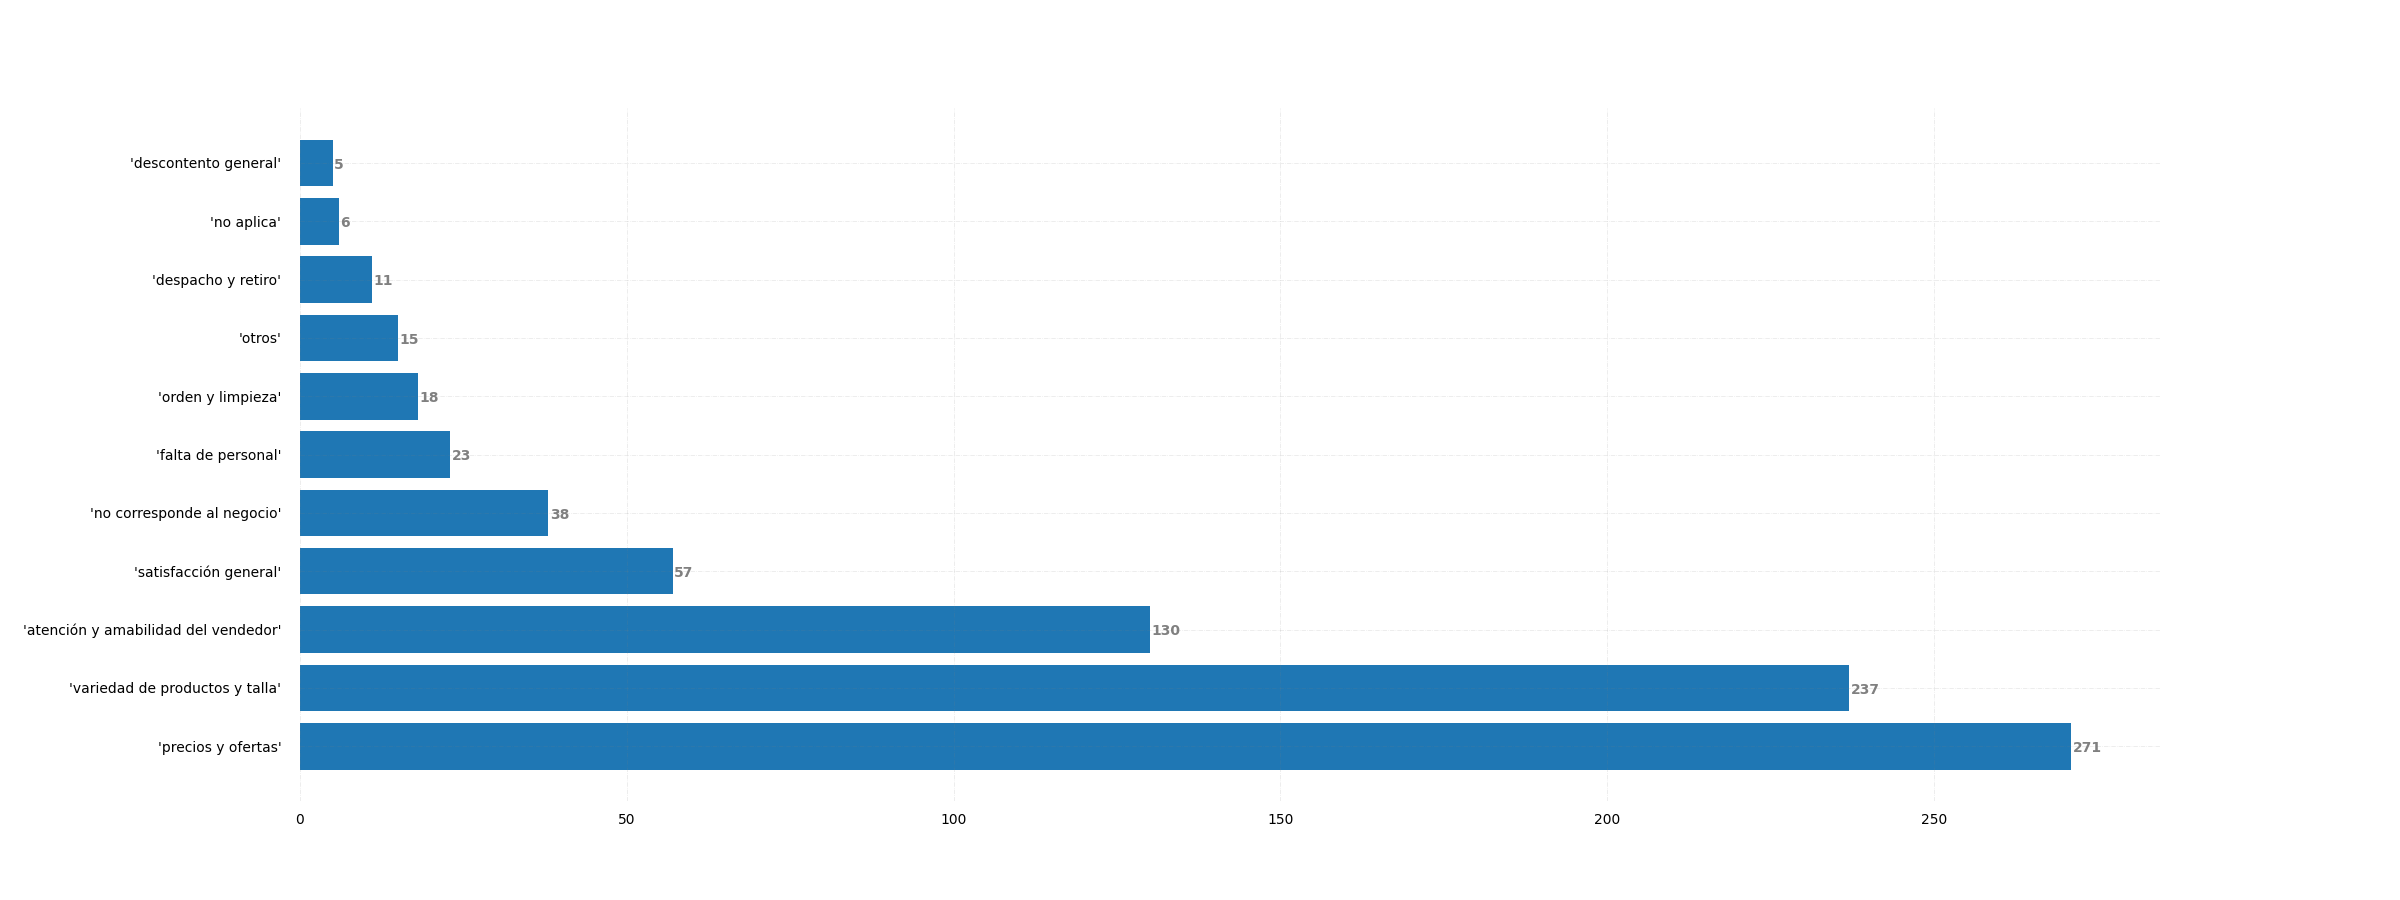 'descontento general' 5
'no aplica' 6
'despacho y retiro' 11
'otros' 15
'orden y limpieza' 18
'falta de personal' 23
'no corresponde al negocio' 38
'satisfacción general' 57
'atención y amabilidad del vendedor' 130
'variedad de productos y talla' 237
'precios y ofertas' 271
0 50 100 150 200 250